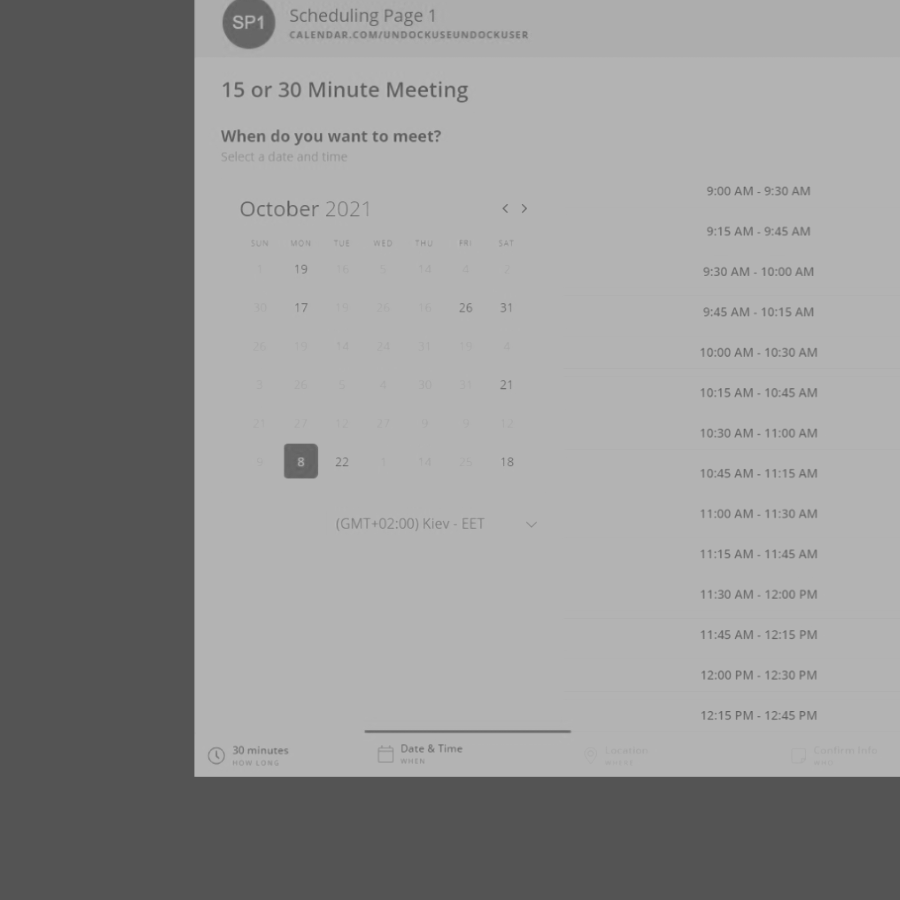 SP1
Scheduling Page 1
CALENDAR.COM/UNDOCKUSEUNDOCKUSER
15 or 30 Minute Meeting
When do you want to meet?
Select a date and time
October 2021
SUN MON TUE WED THU FRI SAT
1 19 16 5 14 4 2
30 17 19 26 16 26 31
26 19 14 24 31 4
26 5 4 30 31 21
21 27 12 27 9 9 12
9 8 22 1 14 18
(GMT+02:00) Kiev - EET
9:00 AM - 9:30 AM
9:15 AM - 9:45 AM
9:30 AM - 10:00 AM
9:45 AM - 10:15 AM
10:00 AM - 10:30 AM
10:15 AM - 10:45 AM
10:30 AM - 11:00 AM
10:45 AM - 11:15 AM
11:00 AM - 11:30 AM
11:15 AM - 11:45 AM
11:30 AM - 12:00 PM
11:45 AM - 12:15 PM
12:00 PM - 12:30 PM
12:15 PM - 12:45 PM
30 minutes
HOW LONG
Date & Time
WHEN
Location
WHERE
Confirm Info
WHO